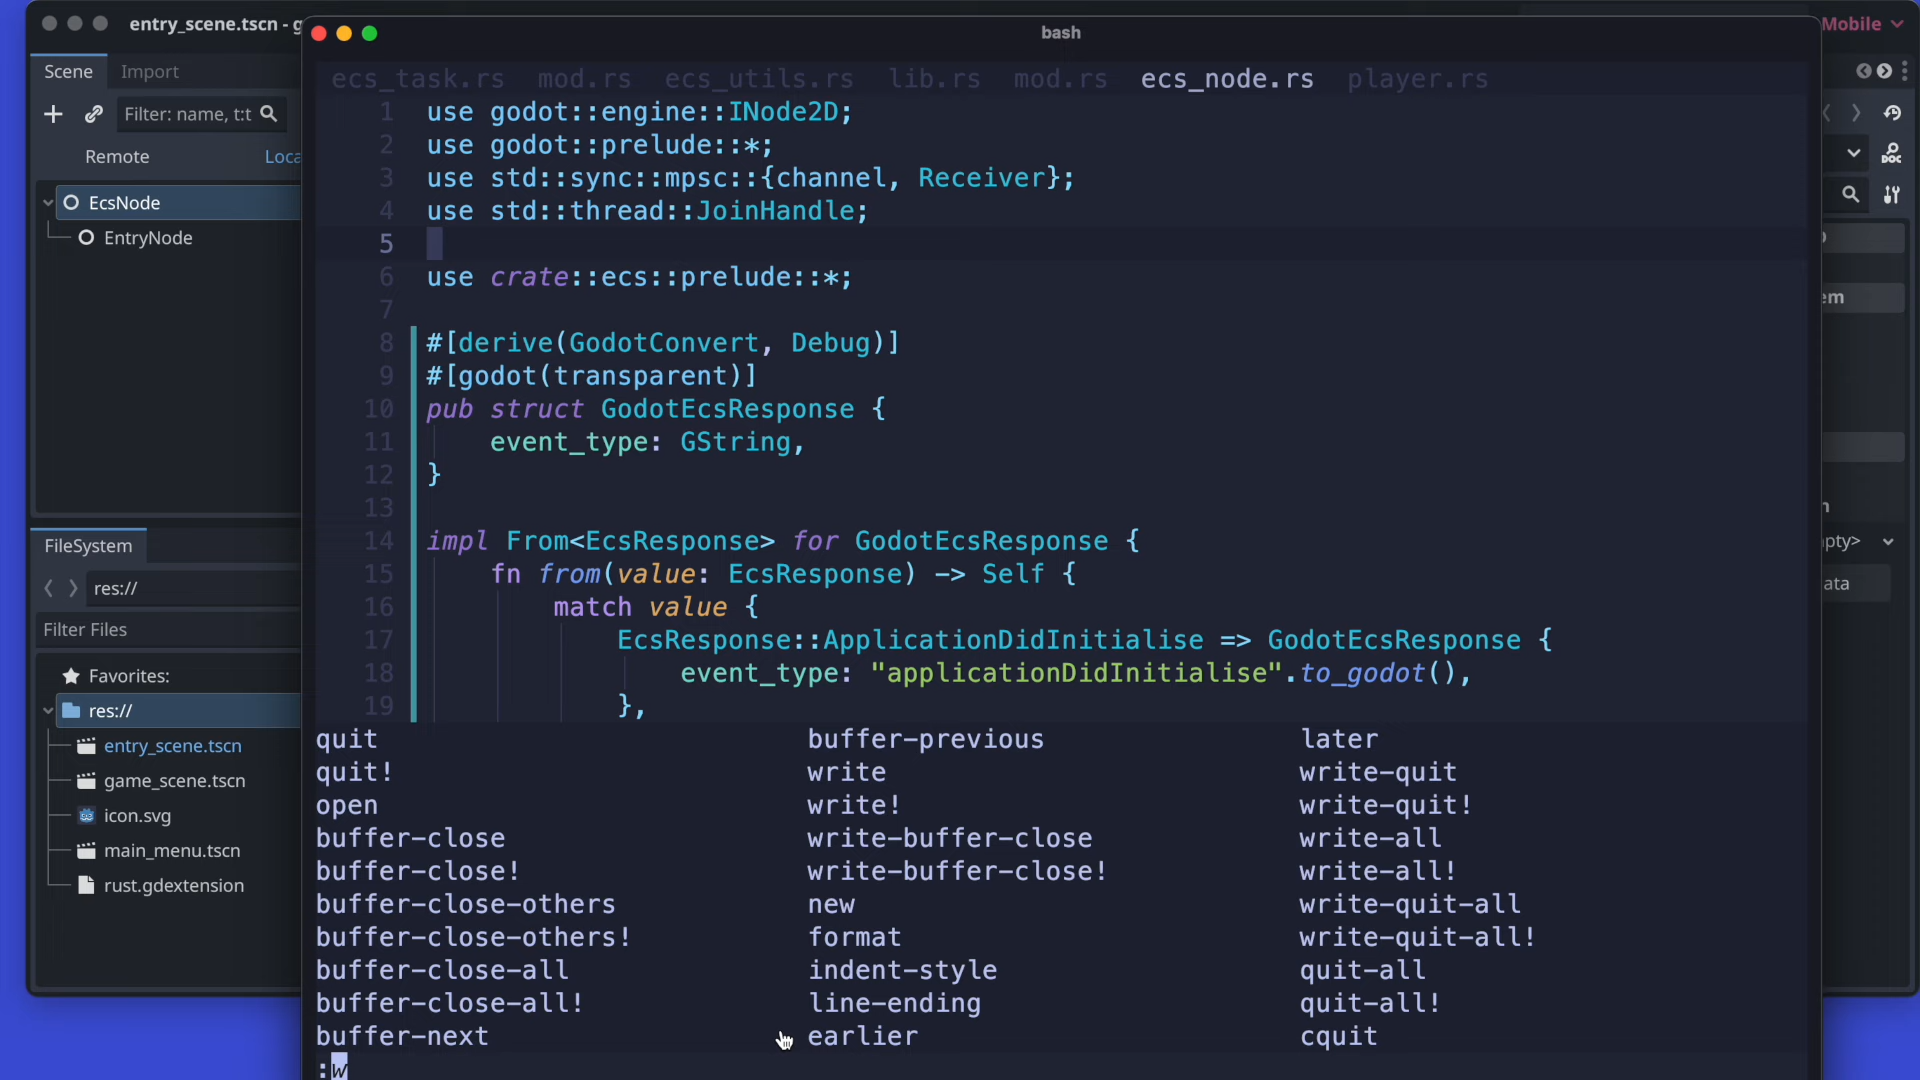 entry_scene.tscn - g
bash
Mobile
Scene
Import
Filter: name, t:t
Remote
Loca
EcsNode
EntryNode
FileSystem
res://
Filter Files
Favorites:
res://
entry_scene.tscn
game_scene.tscn
icon.svg
main_menu.tscn
rust.gdextension
ecs_task.rs mod.rs ecs_utils.rs lib.rs mod.rs ecs_node.rs player.rs
1 use godot::engine::INode2D;
2 use godot::prelude::*;
3 use std::sync::mpsc::{channel, Receiver};
4 use std::thread::JoinHandle;
5
6 use crate::ecs::prelude::*;
7
8 #[derive(GodotConvert, Debug)]
9 #[godot(transparent)]
10 pub struct GodotEcsResponse {
11 event_type: GString,
12 }
13
14 impl From<EcsResponse> for GodotEcsResponse {
15 fn from(value: EcsResponse) -> Self {
16 match value {
17 EcsResponse::ApplicationDidInitialise => GodotEcsResponse {
18 event_type: "applicationDidInitialise".to_godot(),
19 },
quit buffer-previous later
quit! write write-quit
open write! write-quit!
buffer-close write-buffer-close write-all
buffer-close! write-buffer-close! write-all!
buffer-close-others new write-quit-all
buffer-close-others! format write-quit-all!
buffer-close-all indent-style quit-all
buffer-close-all! line-ending quit-all!
buffer-next earlier cquit
:w
DOC
em
pty>
ata